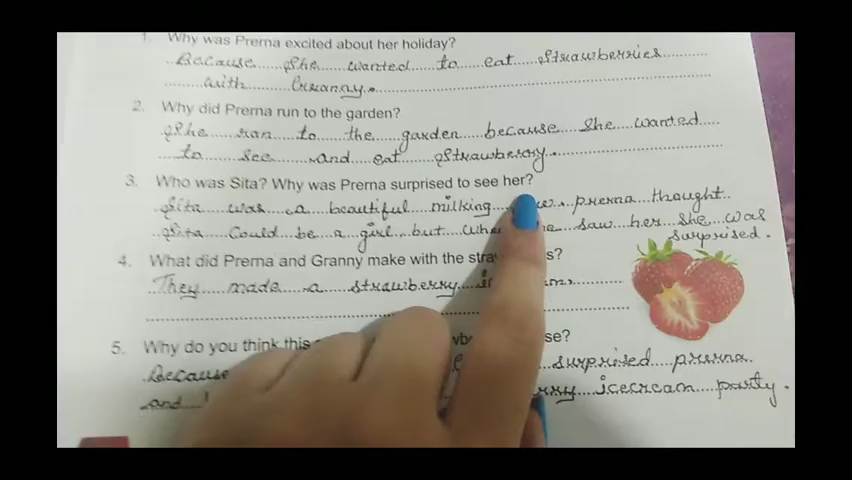 1. Why was Prerna excited about her holiday?
Because she wanted to eat strawberries
with Granny.
2. Why did Prerna run to the garden?
She ran to the garden because she wanted
to see and eat strawberry.
3. Who was Sita? Why was Prerna surprised to see her?
Sita was a beautiful milking prerna thought
Sita could be a girl but when saw her she was
surprised.
4. What did Prerna and Granny make with the
They made a strawberry
5. Why do you think this
Because surprised prerna
and icecream party.